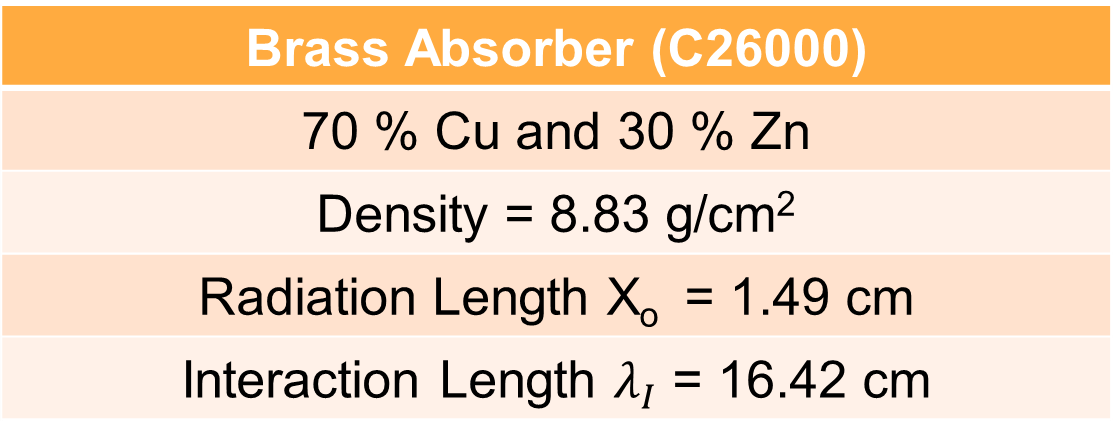 Brass Absorber (C26000)
70 % Cu and 30 % Zn
Density = 8.83 g/cm²
Radiation Length Xₒ = 1.49 cm
Interaction Length λ_I = 16.42 cm